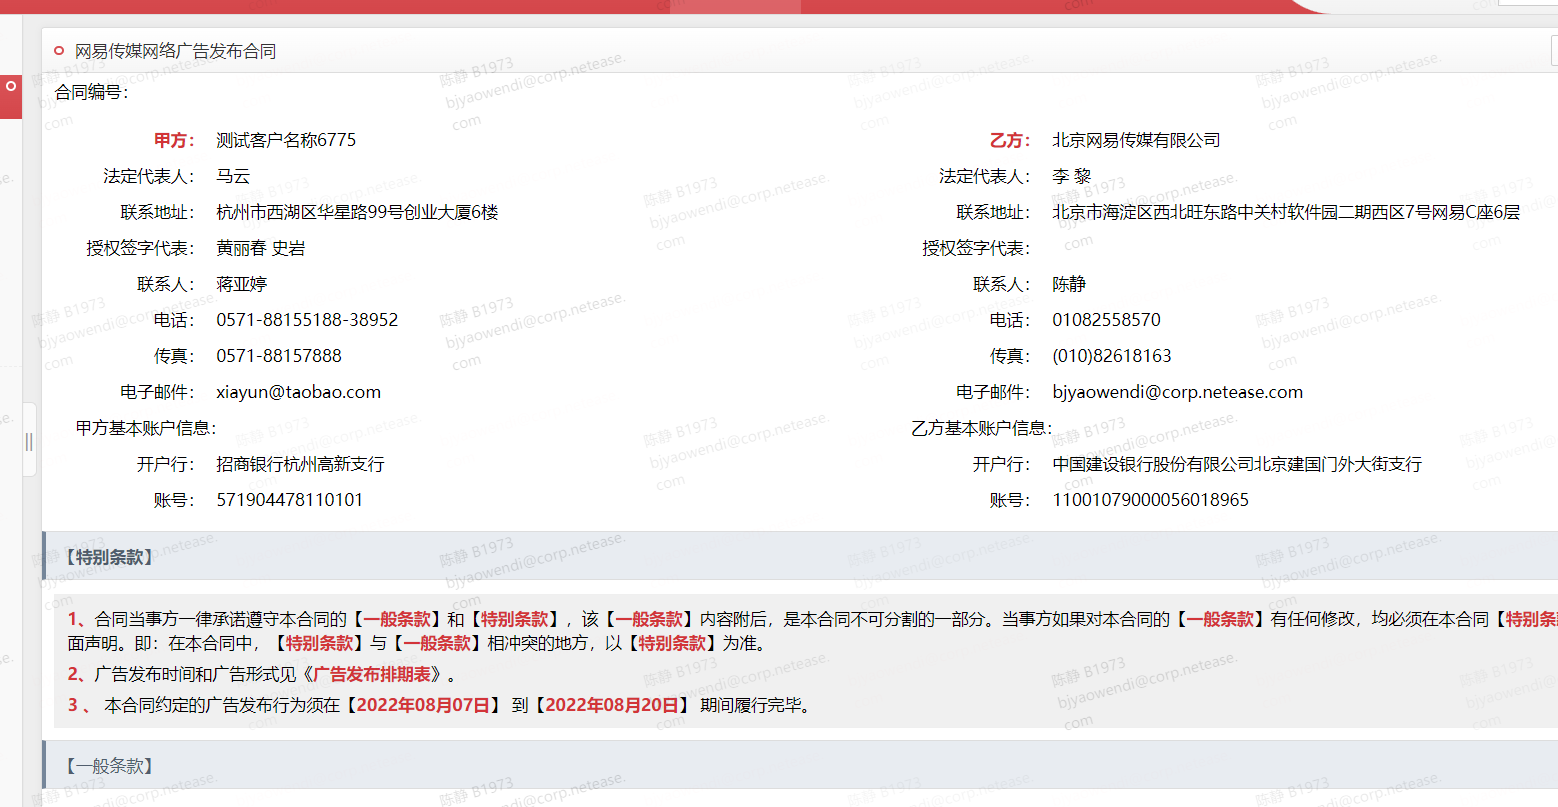 网易传媒网络广告发布合同
合同编号：
甲方： 测试客户名称6775
乙方： 北京网易传媒有限公司
法定代表人： 马云
法定代表人： 李 黎
联系地址： 杭州市西湖区华星路99号创业大厦6楼
联系地址： 北京市海淀区西北旺东路中关村软件园二期西区7号网易C座6层
授权签字代表： 黄丽春 史岩
授权签字代表：
联系人： 蒋亚婷
联系人： 陈静
电话： 0571-88155188-38952
电话： 01082558570
传真： 0571-88157888
传真： (010)82618163
电子邮件： xiayun@taobao.com
电子邮件： bjyaowendi@corp.netease.com
甲方基本账户信息：
乙方基本账户信息：
开户行： 招商银行杭州高新支行
开户行： 中国建设银行股份有限公司北京建国门外大街支行
账号： 571904478110101
账号： 11001079000056018965
【特别条款】
1、合同当事方一律承诺遵守本合同的【一般条款】和【特别条款】，该【一般条款】内容附后，是本合同不可分割的一部分。当事方如果对本合同的【一般条款】有任何修改，均必须在本合同【特别条
面声明。即：在本合同中，【特别条款】与【一般条款】相冲突的地方，以【特别条款】为准。
2、广告发布时间和广告形式见《广告发布排期表》。
3 、 本合同约定的广告发布行为须在【2022年08月07日】 到【2022年08月20日】 期间履行完毕。
【一般条款】
陈静 B1973
bjyaowendi@corp.netease.
com